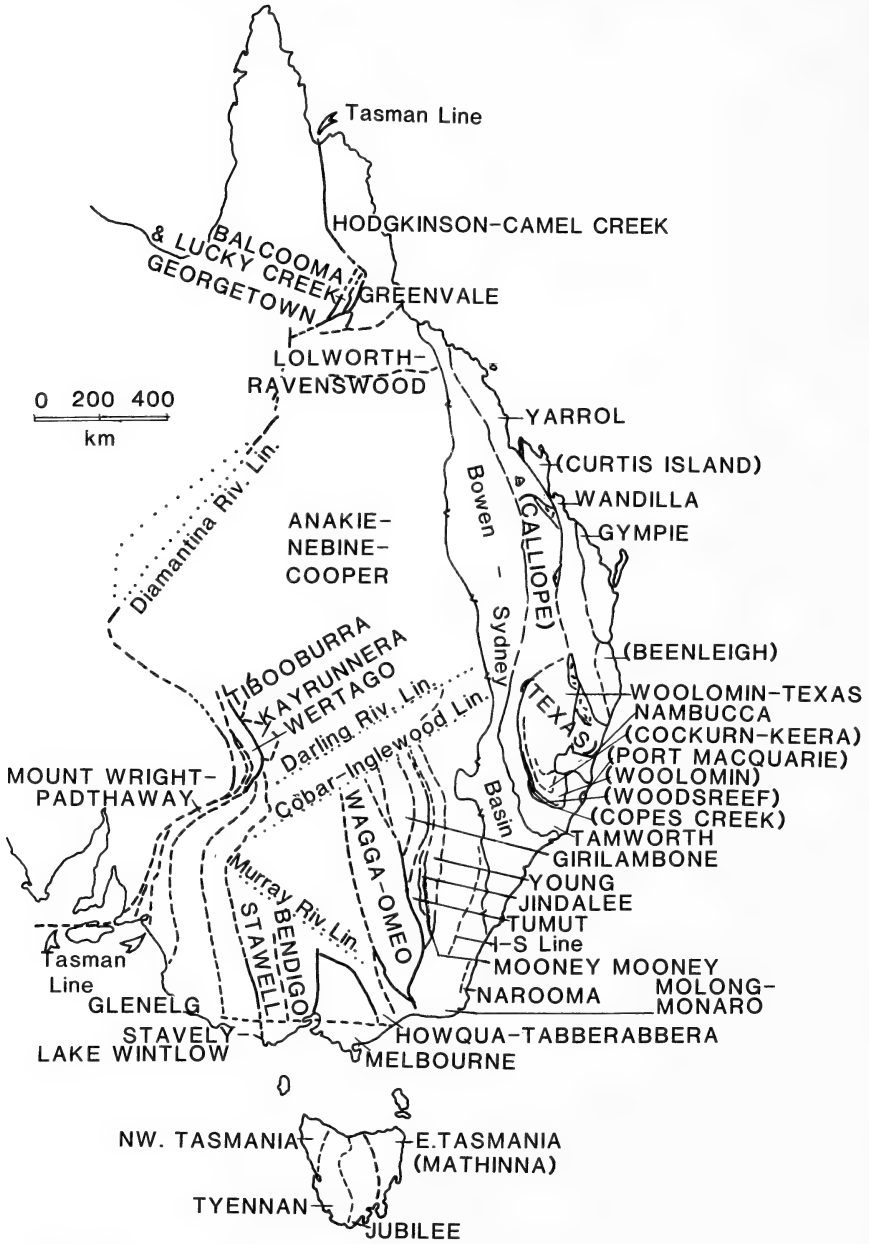 Tasman Line
HODGKINSON-CAMEL CREEK
BALCOOMA
& LUCKY CREEK
GEORGETOWN
GREENVALE
LOLWORTH-
RAVENSWOOD
0 200 400
km
YARROL
(CURTIS ISLAND)
WANDILLA
GYMPIE
(CALLIOPE)
Bowen - Sydney Basin
Diamantina Riv. Lin.
ANAKIE-
NEBINE-
COOPER
(BEENLEIGH)
TIBOOBURRA
KAYRUNNERA
WERTAGO
Darling Riv. Lin.
Cobar-Inglewood Lin.
TEXAS
WOOLOMIN-TEXAS
NAMBUCCA
(COCKURN-KEERA)
(PORT MACQUARIE)
(WOOLOMIN)
(WOODSREEF)
(COPES CREEK)
TAMWORTH
GIRILAMBONE
YOUNG
JINDALEE
TUMUT
I-S Line
MOONEY MOONEY
NAROOMA
MOLONG-
MONARO
MOUNT WRIGHT-
PADTHAWAY
WAGGA-OMEO
Murray Riv. Lin.
STAWELL
BENDIGO
Tasman
Line
GLENELG
STAVELY
LAKE WINTLOW
HOWQUA-TABBERABBERA
MELBOURNE
NW. TASMANIA
E.TASMANIA
(MATHINNA)
TYENNAN
JUBILEE